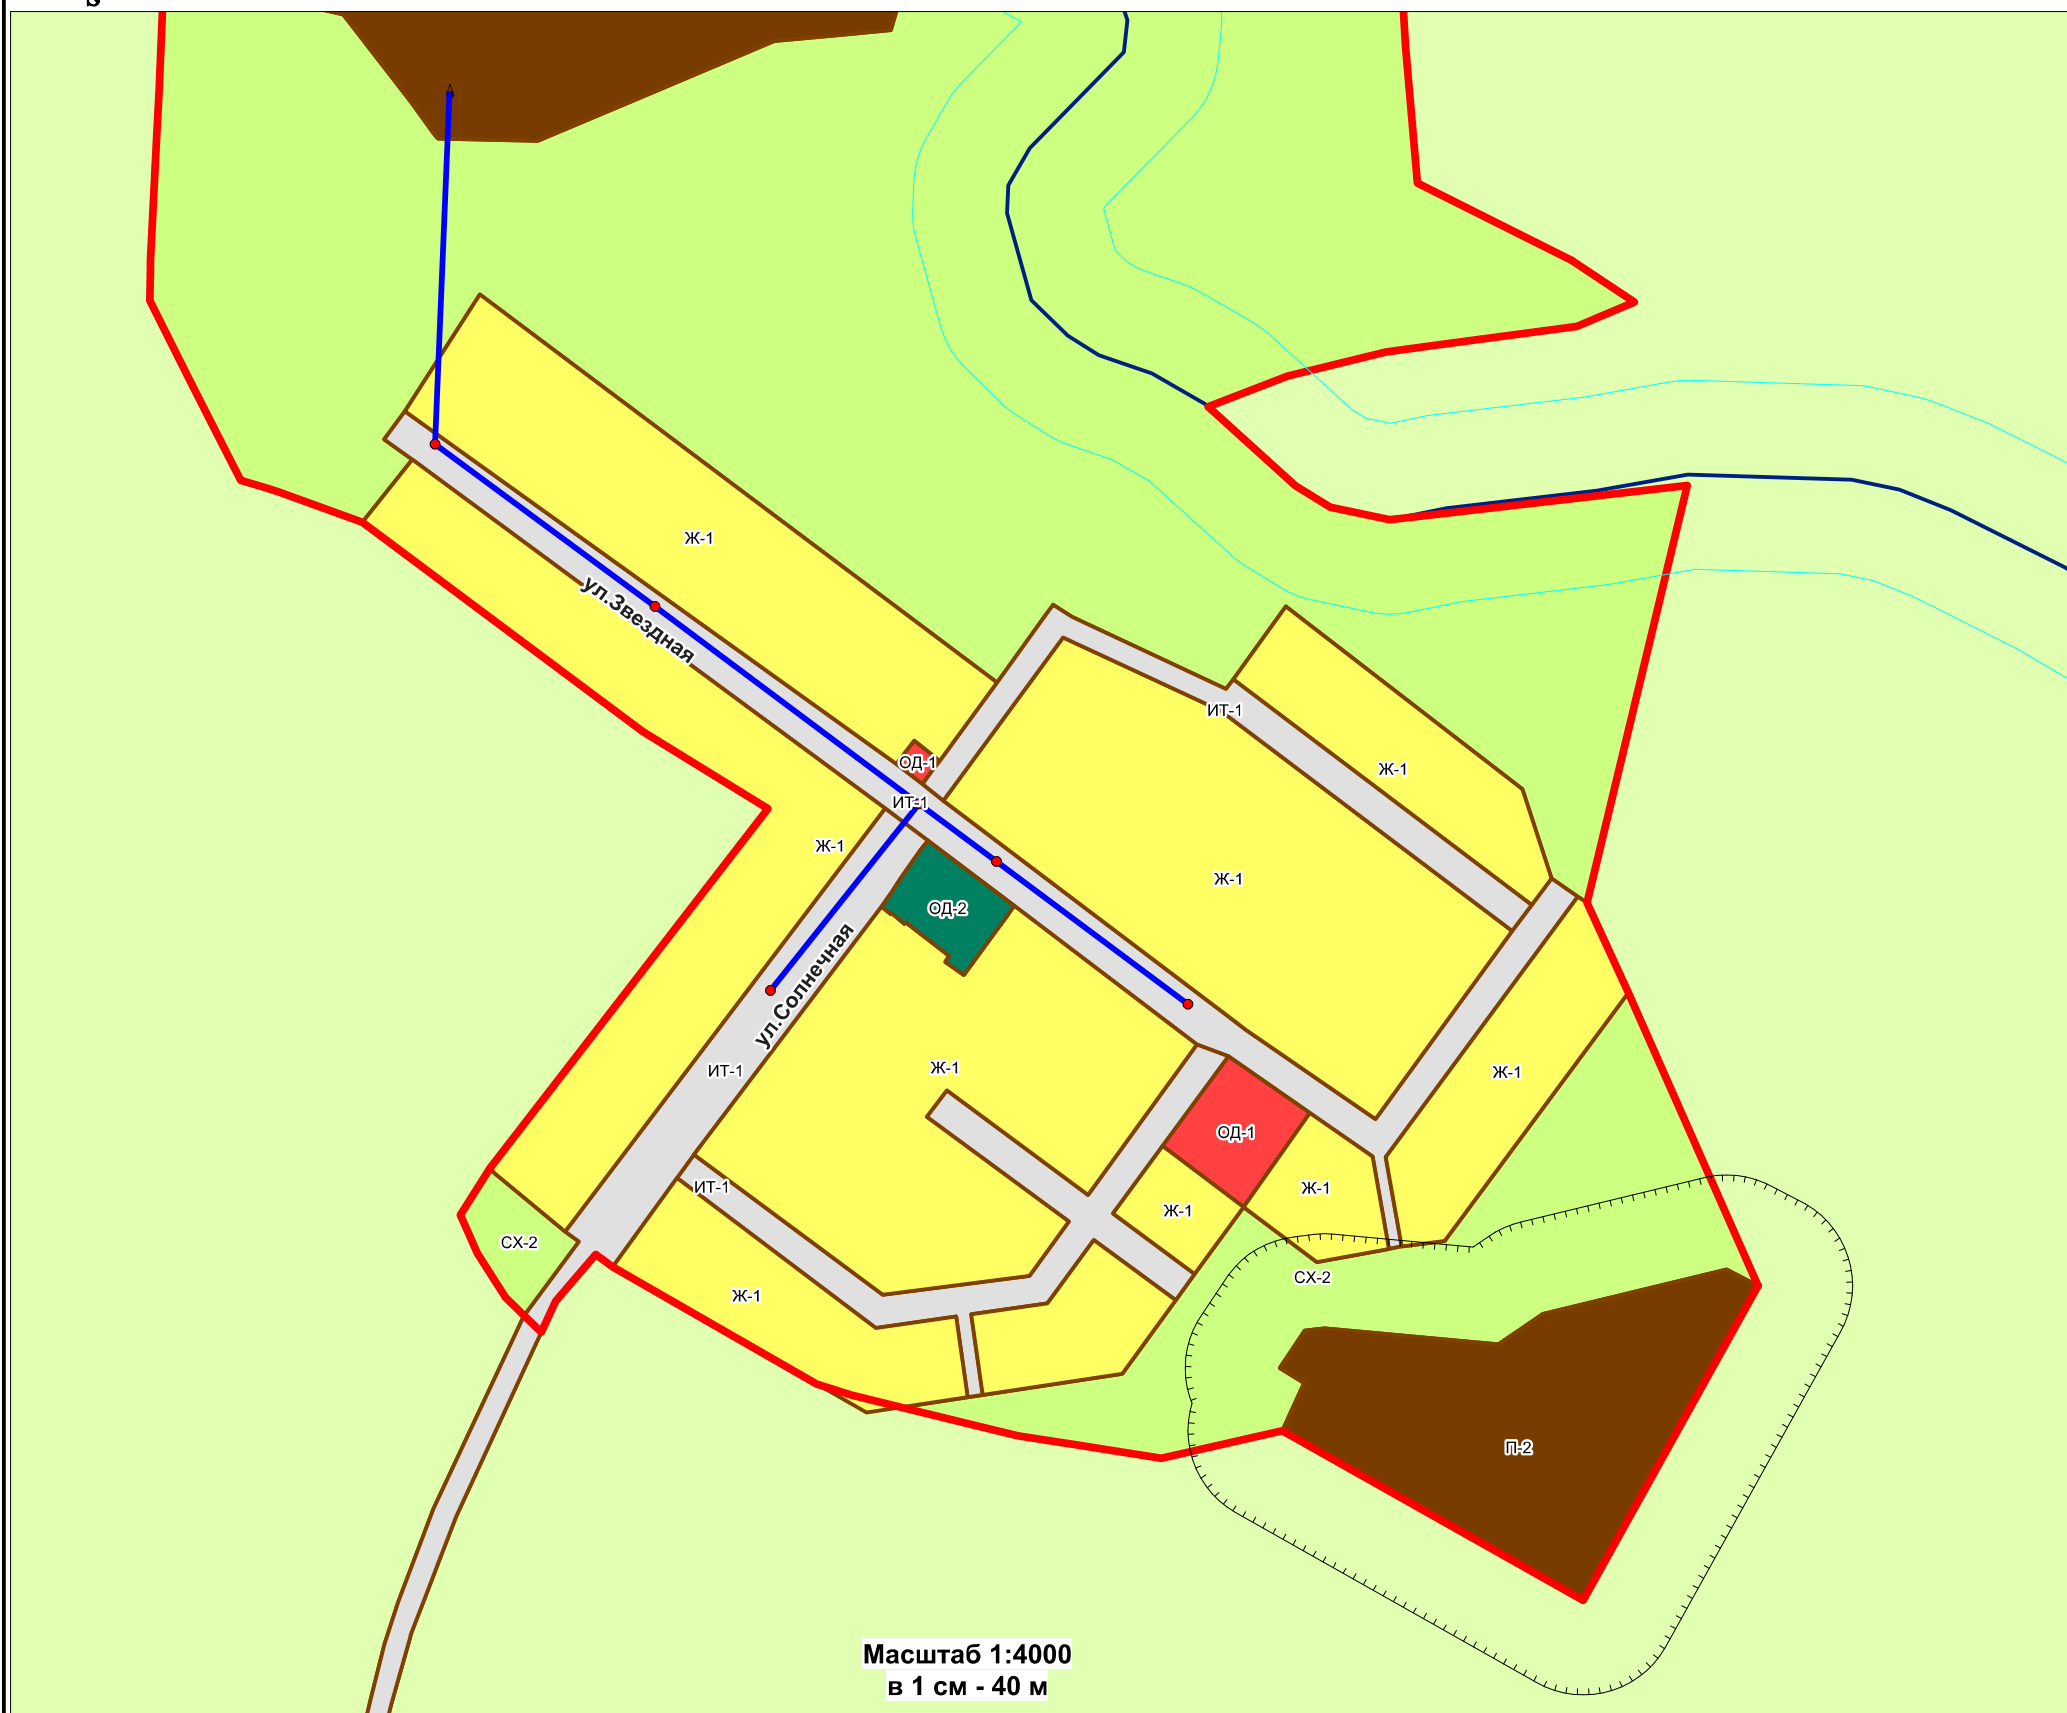 s
Ж-1
ул.Звездная
ИТ-1
ОД-1
Ж-1
ИТ-1
Ж-1
Ж-1
ОД-2
ул.Солнечная
ИТ-1
Ж-1
Ж-1
ОД-1
ИТ-1
Ж-1
Ж-1
СХ-2
СХ-2
Ж-1
П-2
Масштаб 1:4000
в 1 см - 40 м